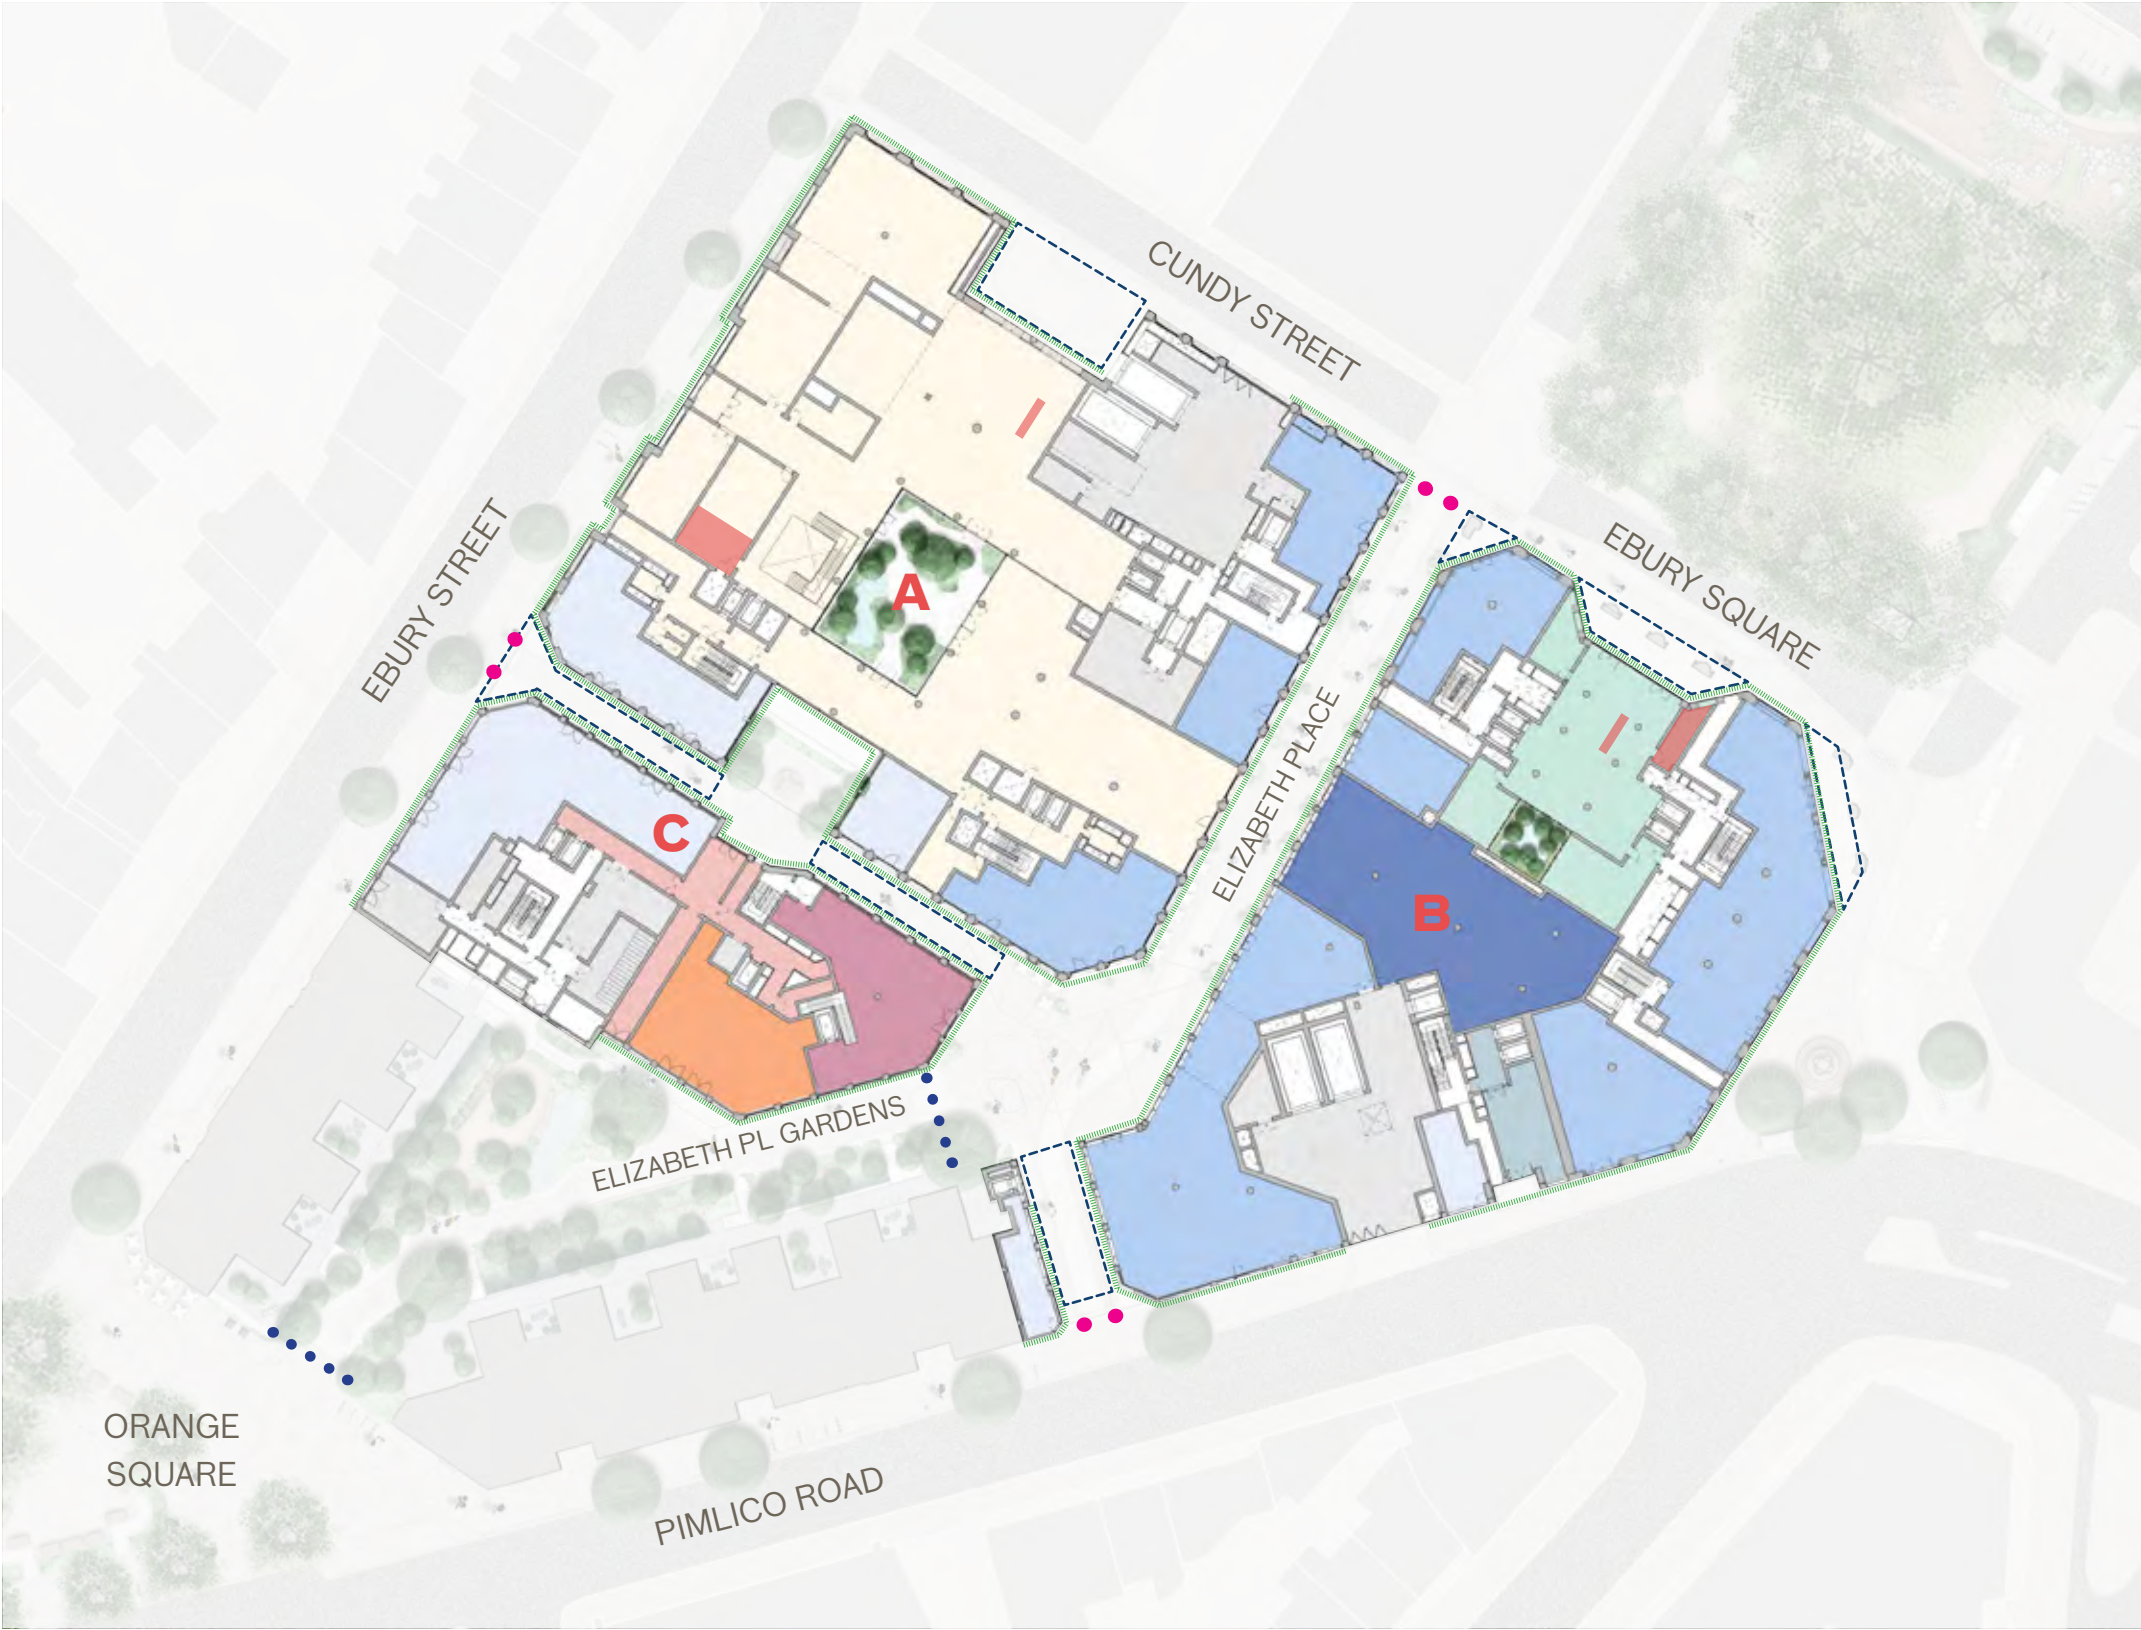 CUNDY STREET
EBURY SQUARE
EBURY STREET
A
ELIZABETH PLACE
C
B
ELIZABETH PL GARDENS
ORANGE
SQUARE
PIMLICO ROAD